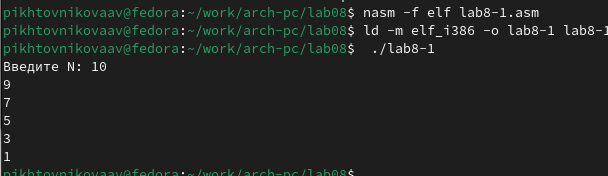 pikhtovnikovaav@fedora:~/work/arch-pc/lab08$ nasm -f elf lab8-1.asm
pikhtovnikovaav@fedora:~/work/arch-pc/lab08$ ld -m elf_i386 -o lab8-1 lab8-1
pikhtovnikovaav@fedora:~/work/arch-pc/lab08$ ./lab8-1
Введите N: 10
9
7
5
3
1
pikhtovnikovaav@fedora:~/work/arch-pc/lab08$